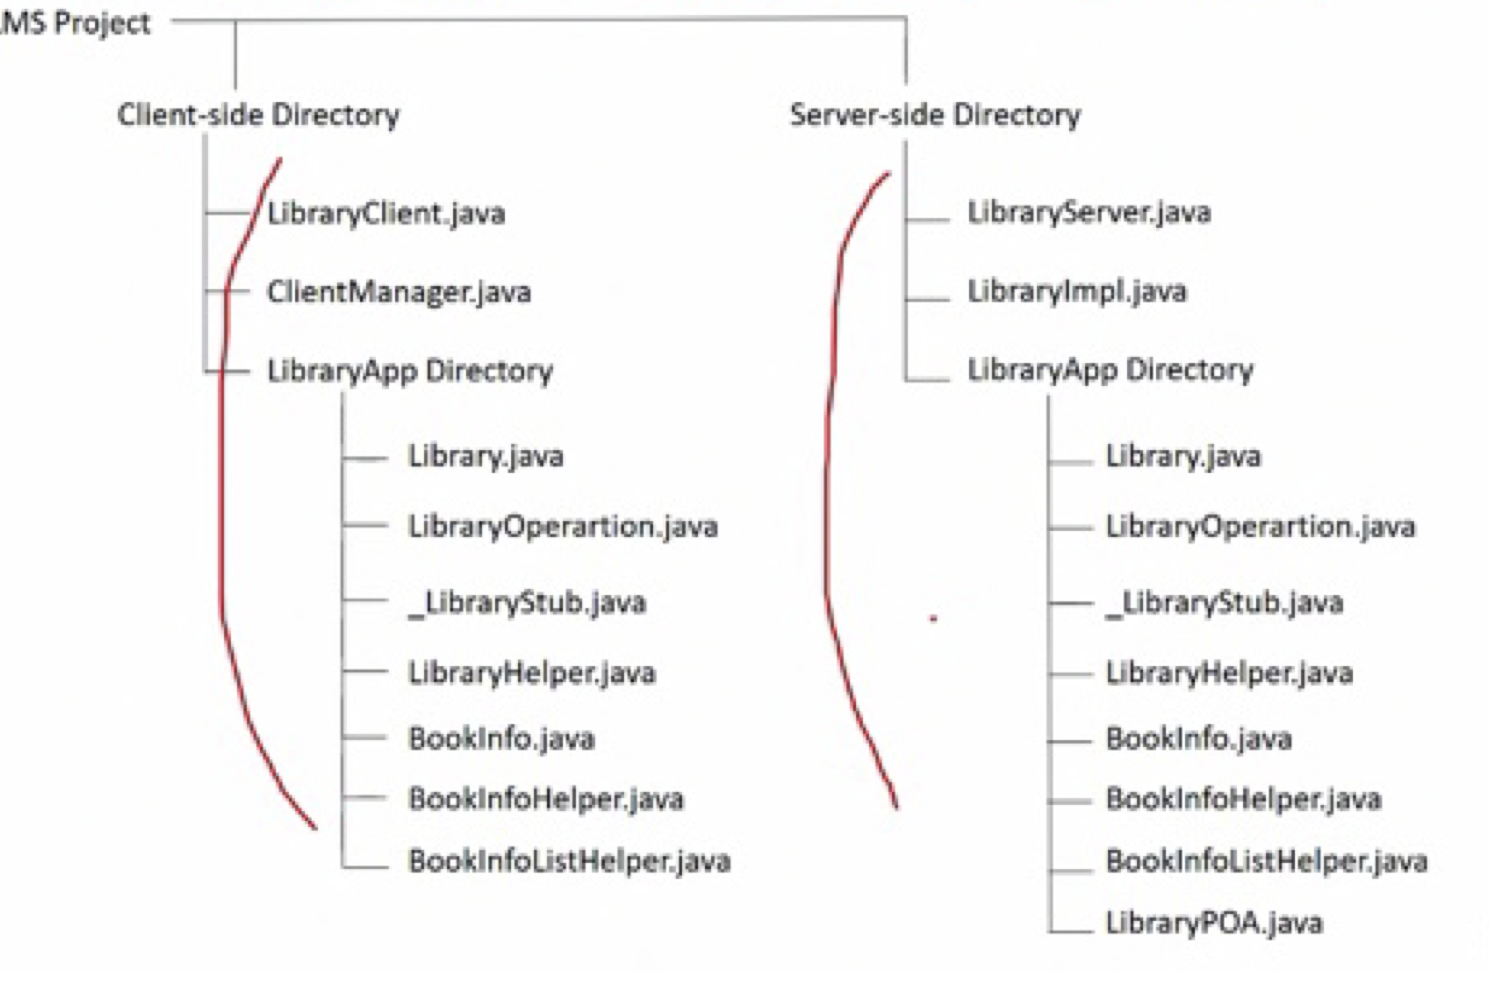 MS Project
Client-side Directory
LibraryClient.java
ClientManager.java
LibraryApp Directory
Library.java
LibraryOperartion.java
_LibraryStub.java
LibraryHelper.java
BookInfo.java
BookInfoHelper.java
BookInfoListHelper.java
Server-side Directory
LibraryServer.java
LibraryImpl.java
LibraryApp Directory
Library.java
LibraryOperartion.java
_LibraryStub.java
LibraryHelper.java
BookInfo.java
BookInfoHelper.java
BookInfoListHelper.java
LibraryPOA.java